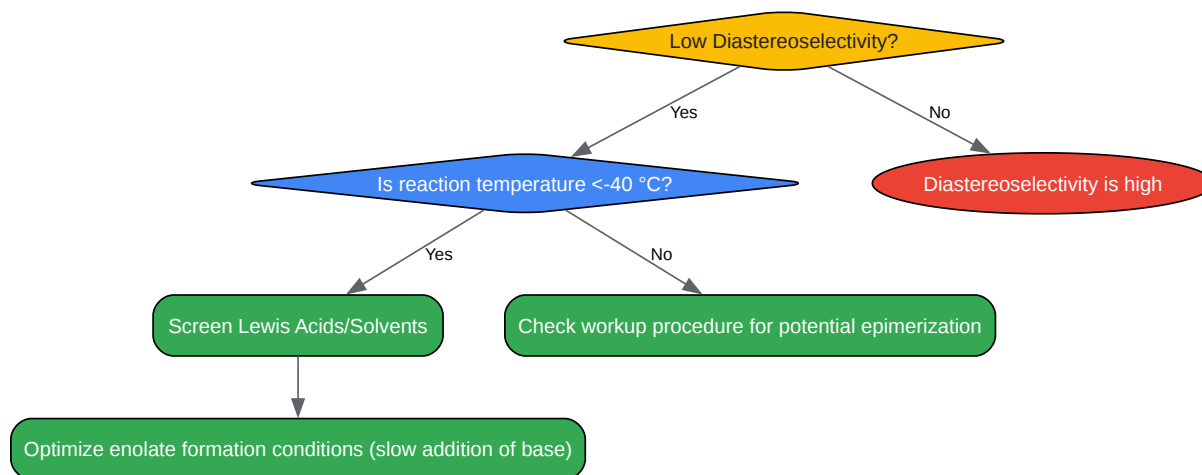 Low Diastereoselectivity?
Yes
No
Is reaction temperature <-40 °C?
Diastereoselectivity is high
Yes
No
Screen Lewis Acids/Solvents
Check workup procedure for potential epimerization
Optimize enolate formation conditions (slow addition of base)